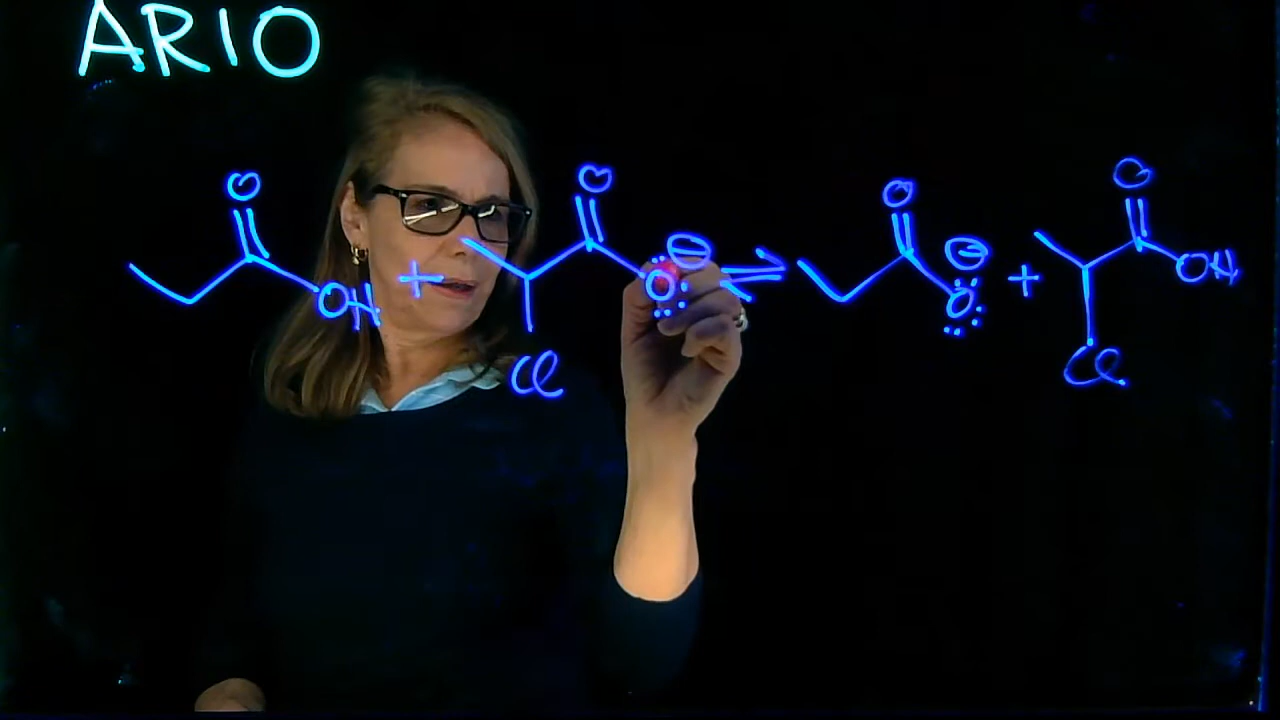 ARIO
O O O O
OH + O ⊖ ⇌ O ⊖ + OH
Cl Cl